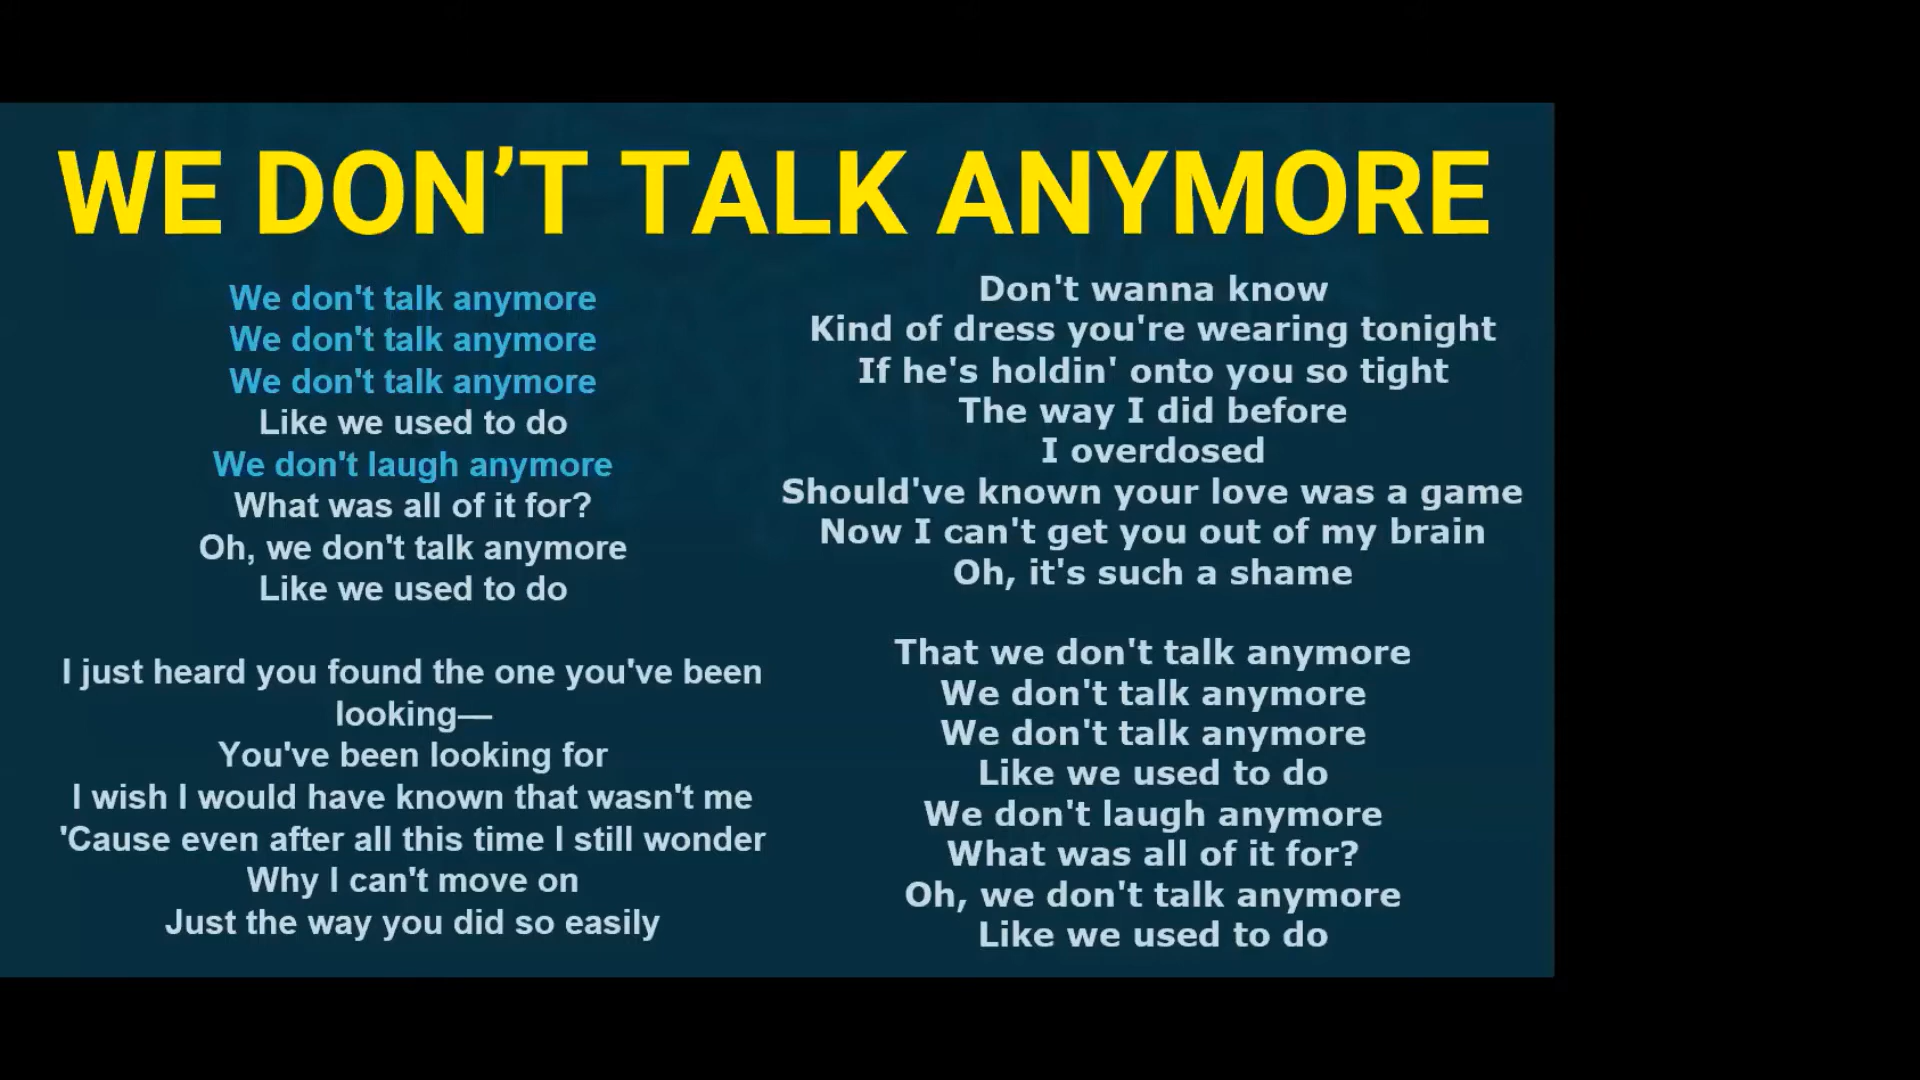 WE DON’T TALK ANYMORE
We don't talk anymore
We don't talk anymore
We don't talk anymore
Like we used to do
We don't laugh anymore
What was all of it for?
Oh, we don't talk anymore
Like we used to do
I just heard you found the one you've been
looking—
You've been looking for
I wish I would have known that wasn't me
'Cause even after all this time I still wonder
Why I can't move on
Just the way you did so easily
Don't wanna know
Kind of dress you're wearing tonight
If he's holdin' onto you so tight
The way I did before
I overdosed
Should've known your love was a game
Now I can't get you out of my brain
Oh, it's such a shame
That we don't talk anymore
We don't talk anymore
We don't talk anymore
Like we used to do
We don't laugh anymore
What was all of it for?
Oh, we don't talk anymore
Like we used to do